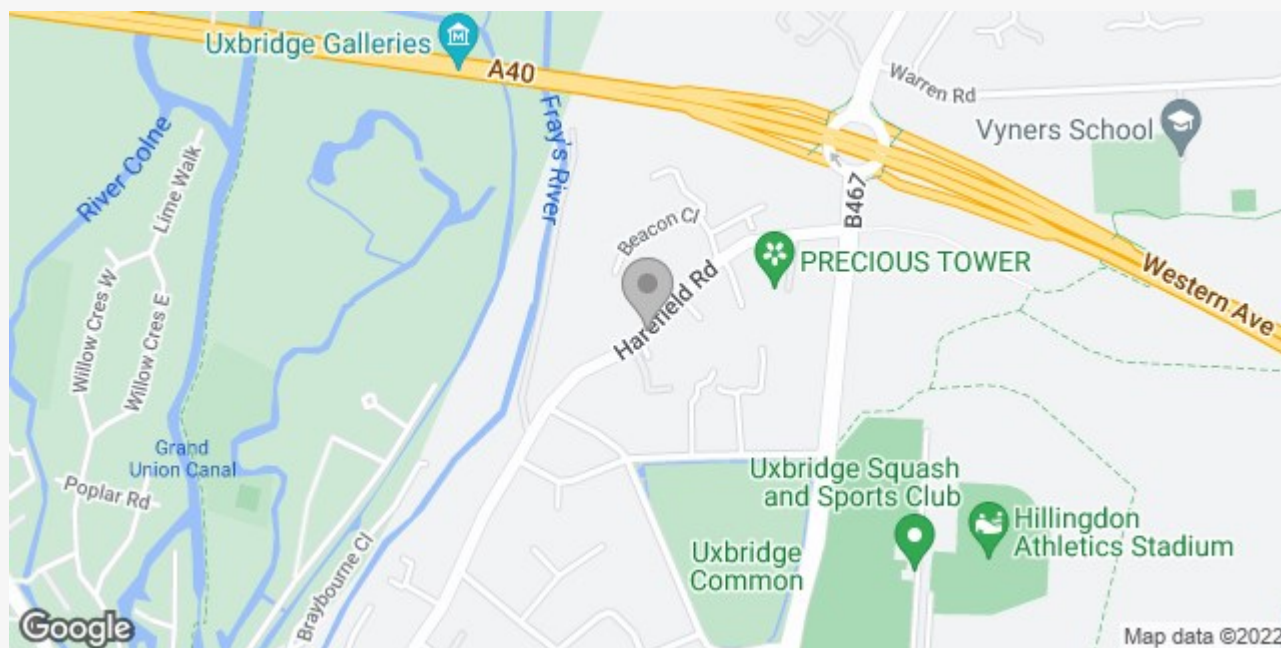 Uxbridge Galleries
A40
Warren Rd
Vyners School
River Colne
Lime Walk
Fray's River
B467
Beacon Cl
PRECIOUS TOWER
Western Ave
Willow Cres W
Willow Cres E
Harefield Rd
Grand
Union Canal
Poplar Rd
Uxbridge Squash
and Sports Club
Hillingdon
Athletics Stadium
Uxbridge
Common
Braybourne Cl
Google
Map data ©2022